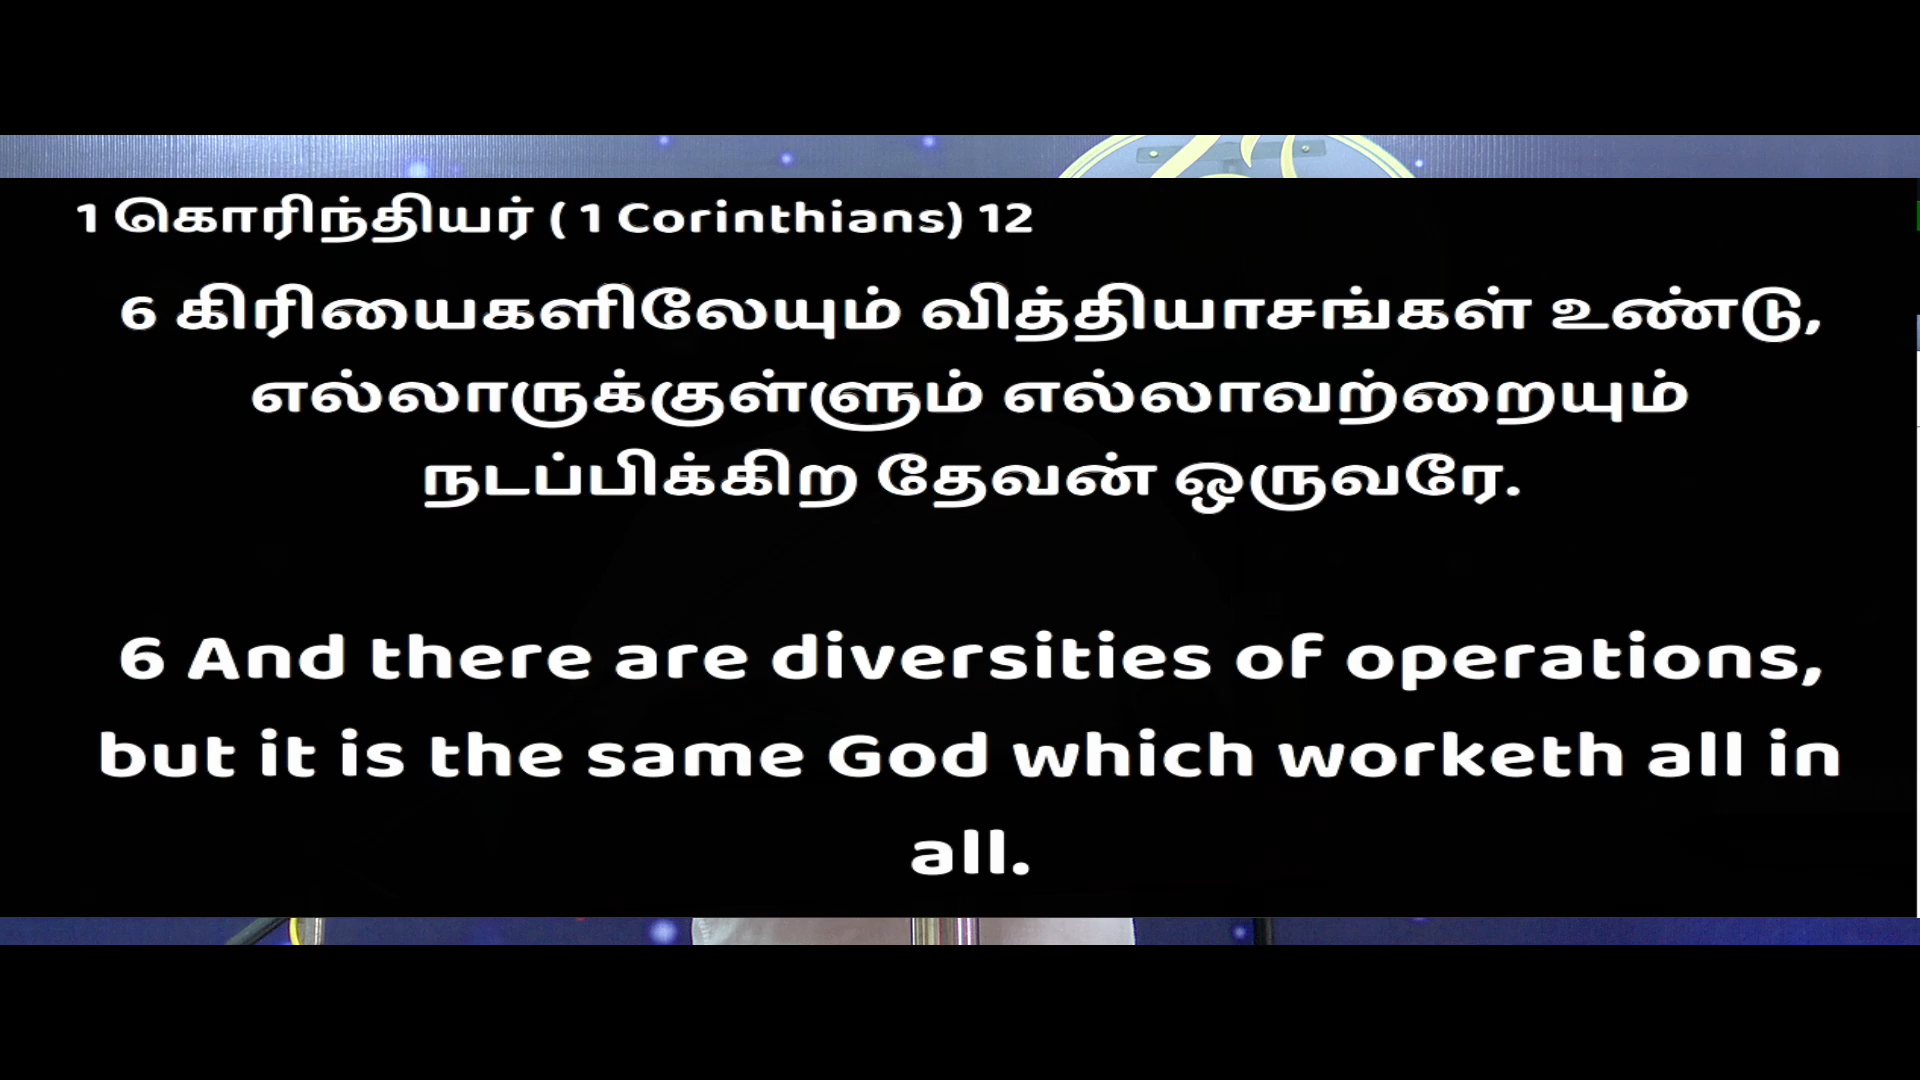 1 கொரிந்தியர் ( 1 Corinthians) 12
6 கிரியைகளிலேயும் வித்தியாசங்கள் உண்டு,
எல்லாருக்குள்ளும் எல்லாவற்றையும்
நடப்பிக்கிற தேவன் ஒருவரே.
6 And there are diversities of operations,
but it is the same God which worketh all in
all.